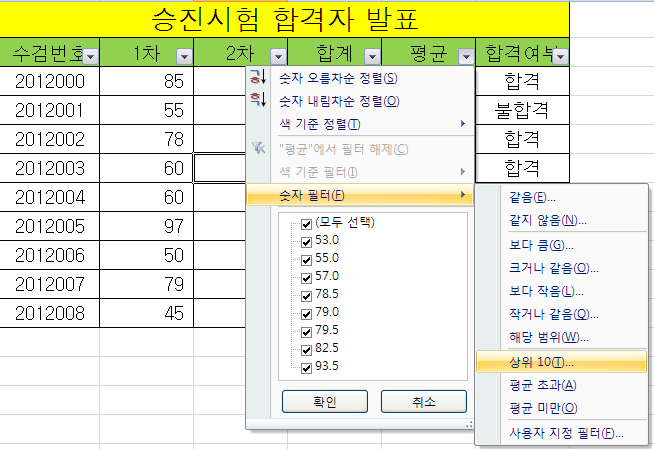 승진시험 합격자 발표
수검번호 1차 2차 합계 평균 합격여부
2012000 85 합격
2012001 55 불합격
2012002 78 합격
2012003 60 합격
2012004 60
2012005 97
2012006 50
2012007 79
2012008 45
숫자 오름차순 정렬(S)
숫자 내림차순 정렬(O)
색 기준 정렬(T)
"평균"에서 필터 해제(C)
색 기준 필터(I)
숫자 필터(F)
(모두 선택)
53.0
55.0
57.0
78.5
79.0
79.5
82.5
93.5
확인 취소
같음(E)...
같지 않음(N)...
보다 큼(G)...
크거나 같음(O)...
보다 작음(L)...
작거나 같음(Q)...
해당 범위(W)...
상위 10(T)...
평균 초과(A)
평균 미만(O)
사용자 지정 필터(F)...